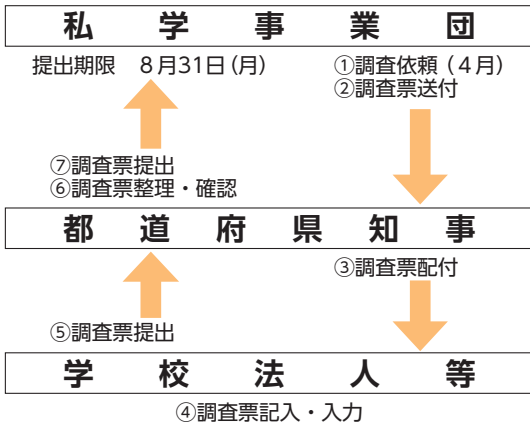 私学事業団
提出期限　8月31日(月)
①調査依頼（４月）
②調査票送付
⑦調査票提出
⑥調査票整理・確認
都道府県知事
③調査票配付
⑤調査票提出
学校法人等
④調査票記入・入力